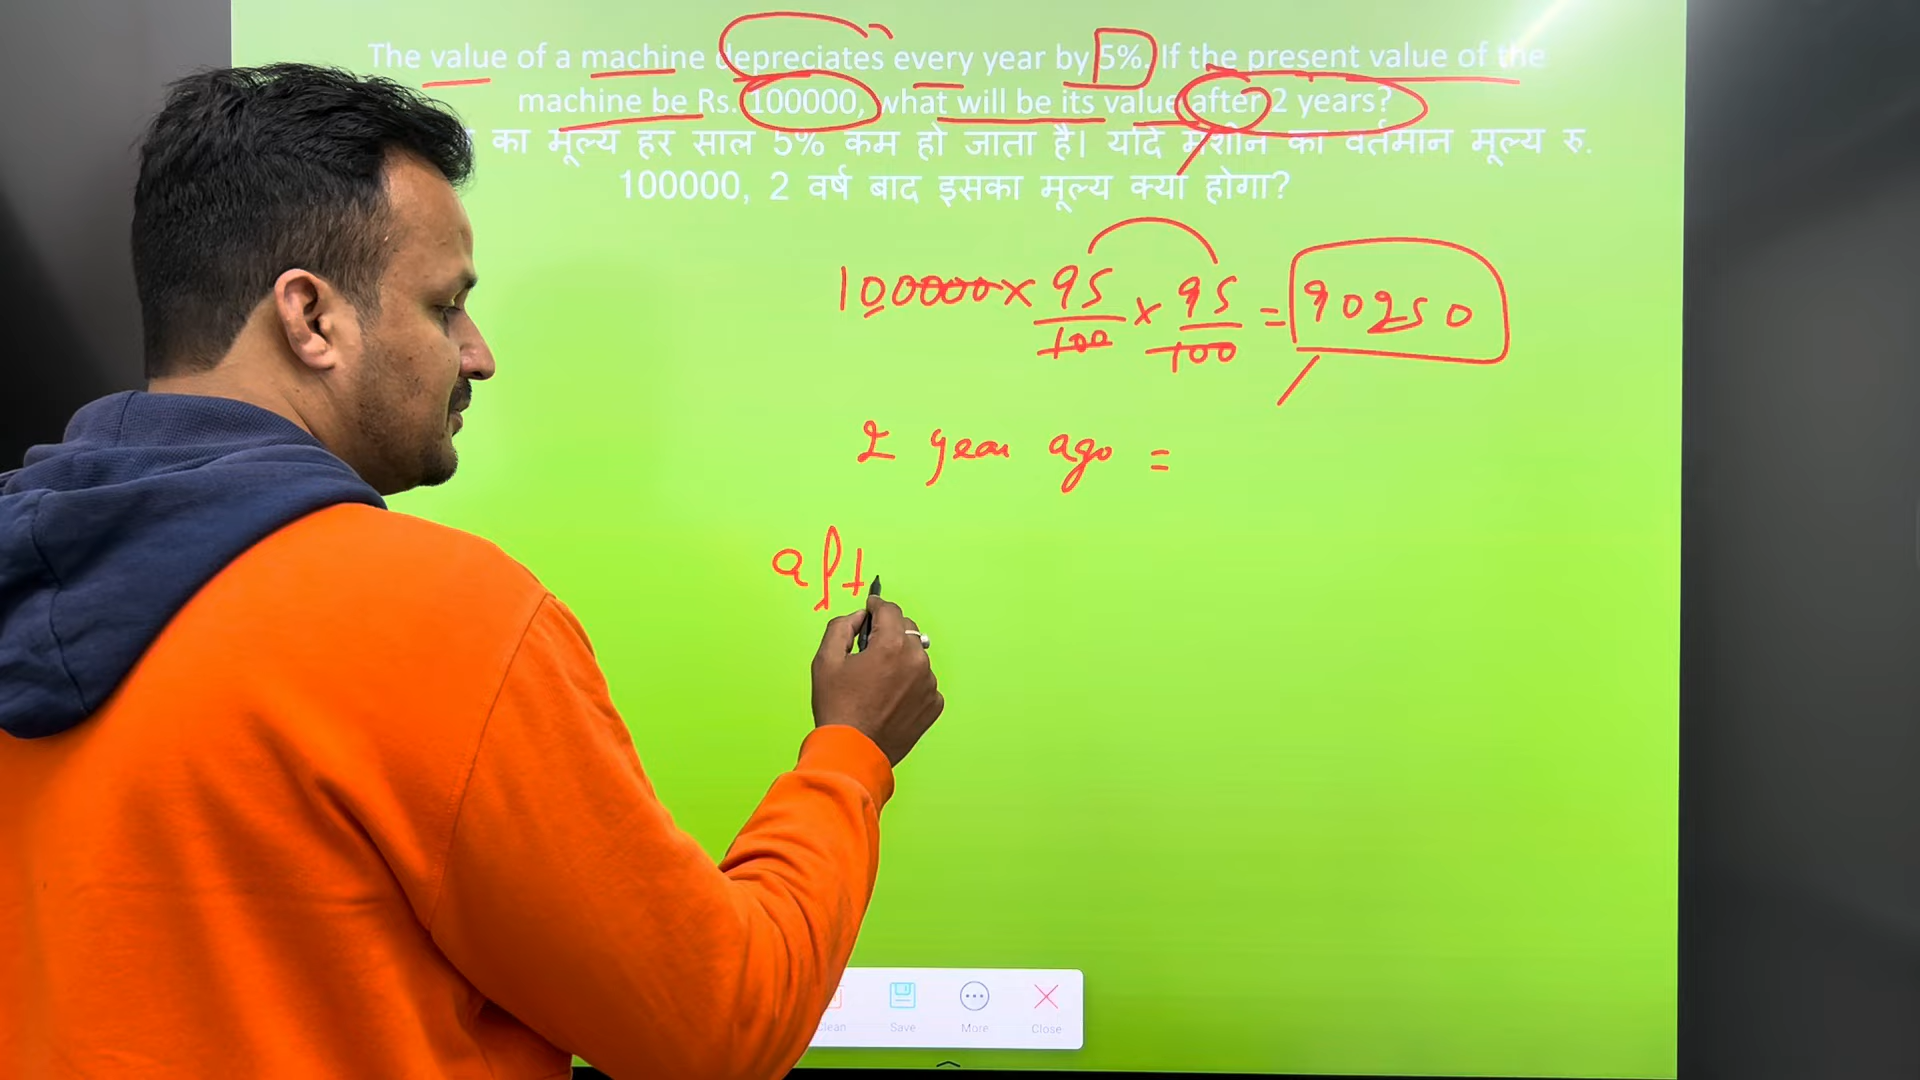 The value of a machine depreciates every year by 5%. If the present value of the
machine be Rs. 100000, what will be its value after 2 years?
का मूल्य हर साल 5% कम हो जाता है। यदि मशीन का वर्तमान मूल्य रु.
100000, 2 वर्ष बाद इसका मूल्य क्या होगा?
100000 × 95/100 × 95/100 = 90250
2 year ago =
aft
Clean Save More Close